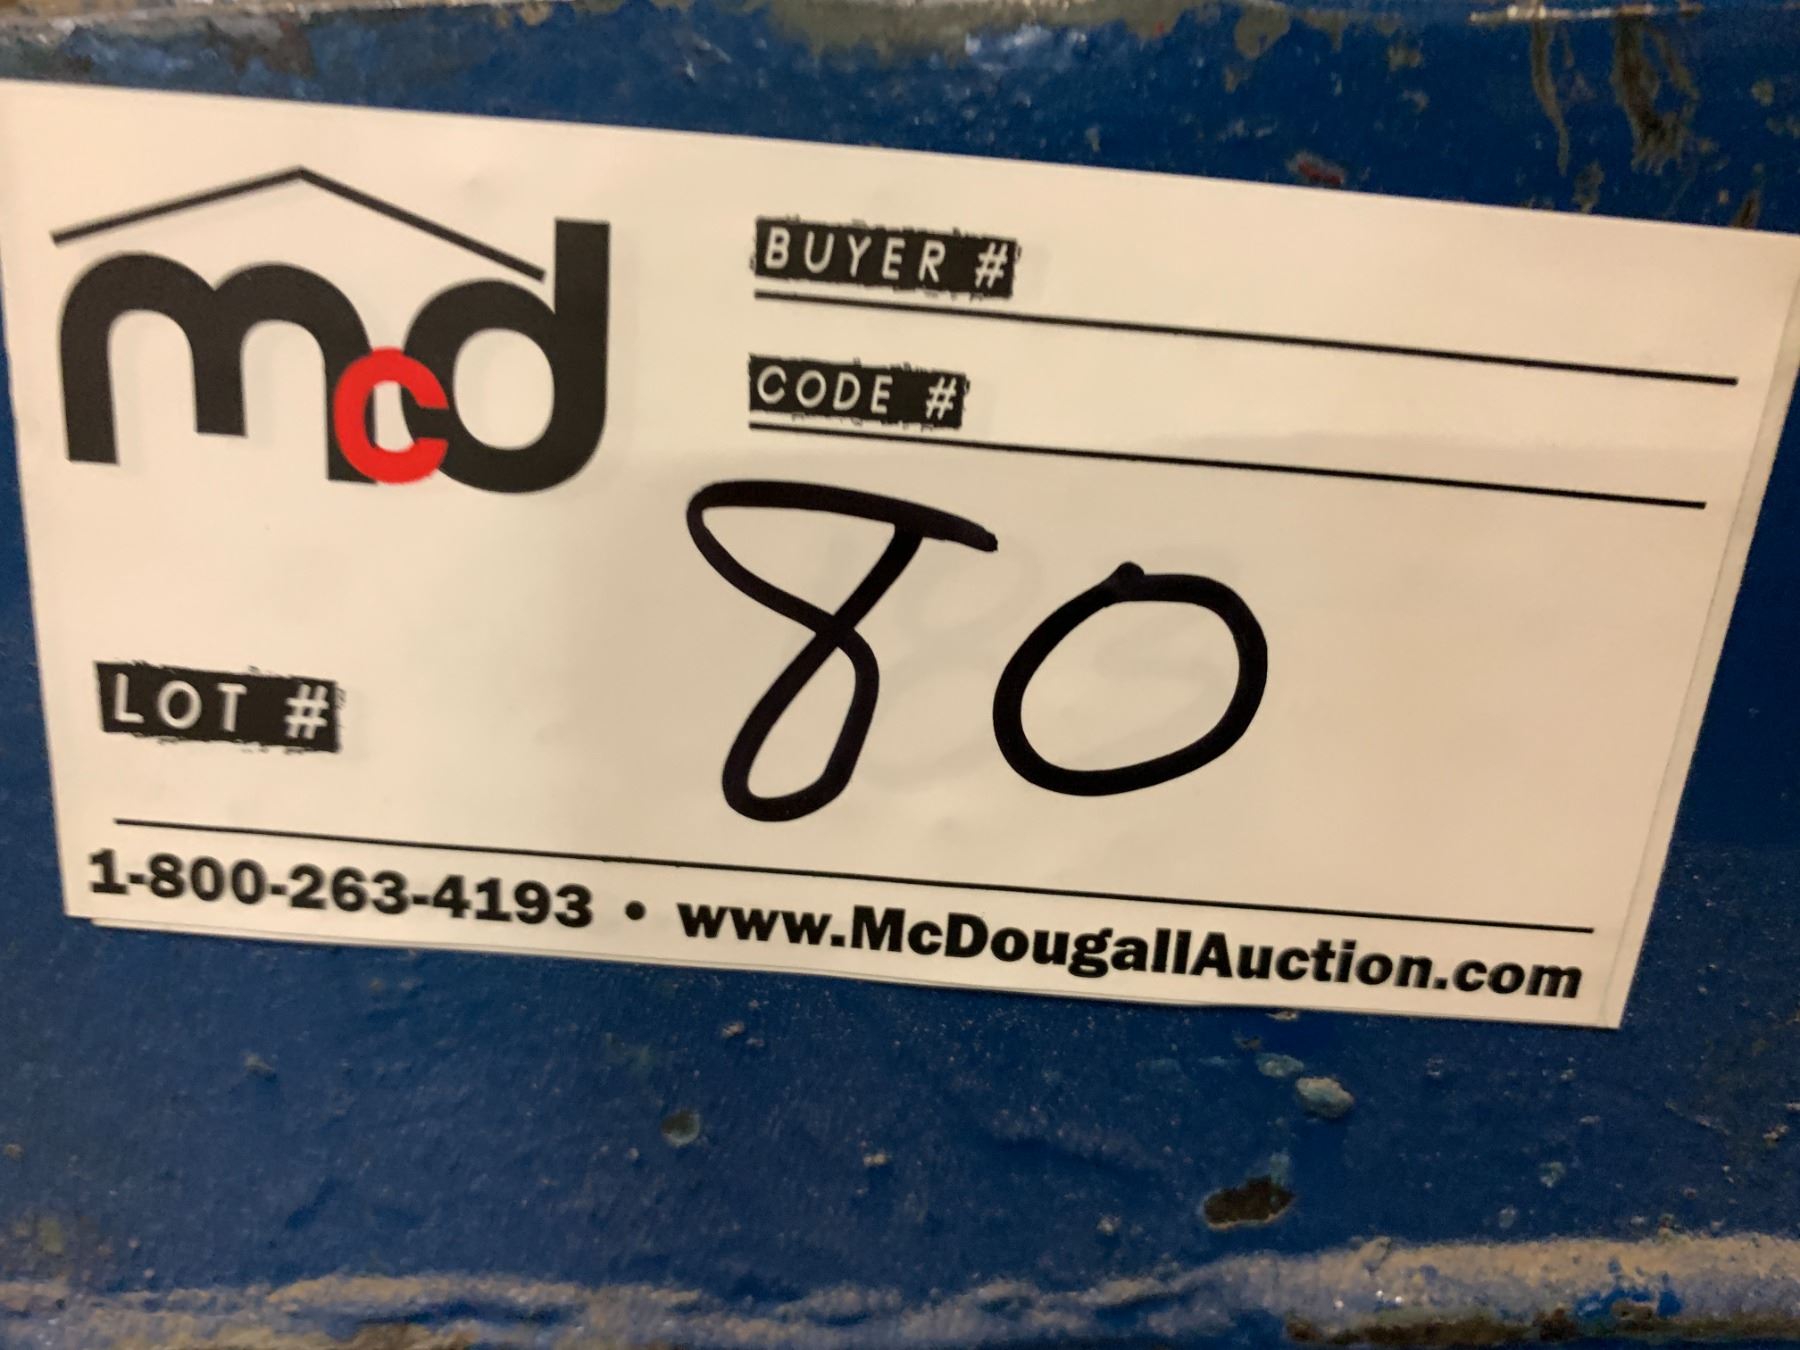 mcd
BUYER #
CODE #
LOT # 80
1-800-263-4193 • www.McDougallAuction.com